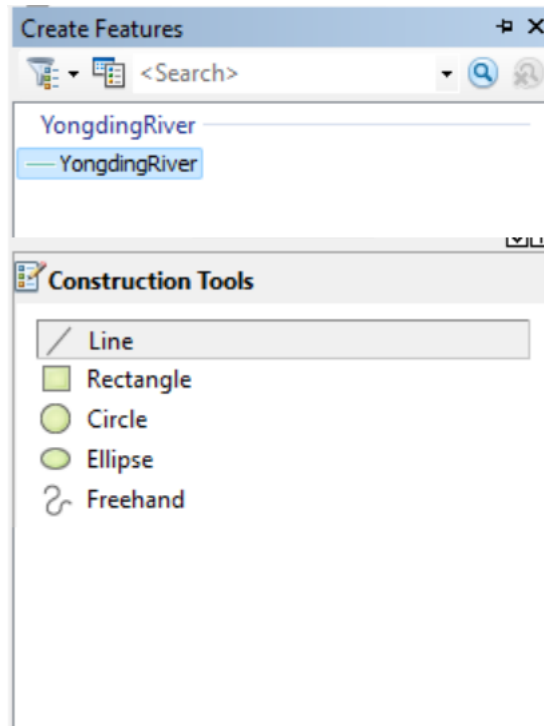 Create Features
<Search>
YongdingRiver
YongdingRiver
Construction Tools
Line
Rectangle
Circle
Ellipse
Freehand